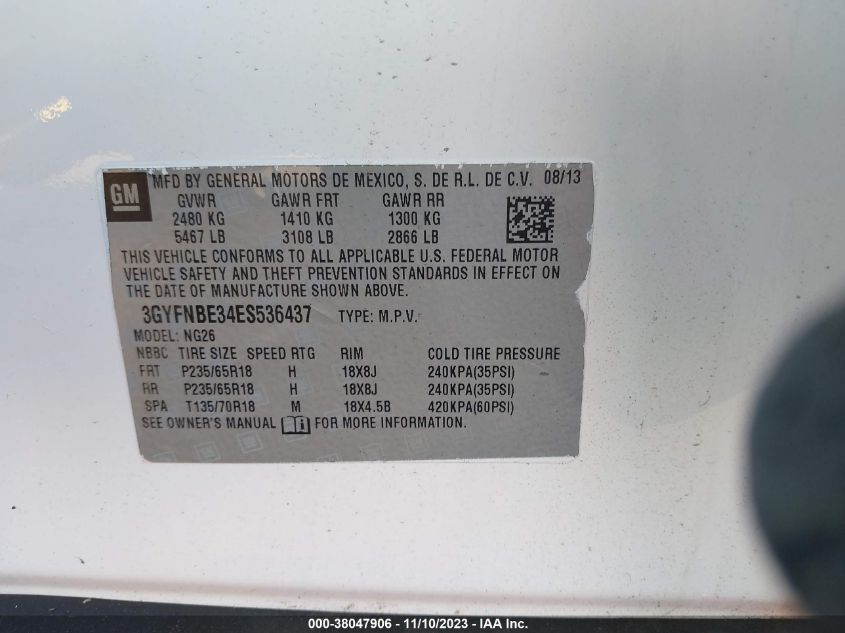 GM MFD BY GENERAL MOTORS DE MEXICO, S. DE R.L. DE C.V. 08/13
GVWR GAWR FRT GAWR RR
2480 KG 1410 KG 1300 KG
5467 LB 3108 LB 2866 LB
THIS VEHICLE CONFORMS TO ALL APPLICABLE U.S. FEDERAL MOTOR
VEHICLE SAFETY AND THEFT PREVENTION STANDARDS IN EFFECT ON
THE DATE OF MANUFACTURE SHOWN ABOVE.
3GYFNBE34ES536437 TYPE: M.P.V.
MODEL: NG26
NBBC TIRE SIZE SPEED RTG RIM COLD TIRE PRESSURE
FRT P235/65R18 H 18X8J 240KPA(35PSI)
RR P235/65R18 H 18X8J 240KPA(35PSI)
SPA T135/70R18 M 18X4.5B 420KPA(60PSI)
SEE OWNER'S MANUAL FOR MORE INFORMATION.
000-38047906 - 11/10/2023 - IAA Inc.